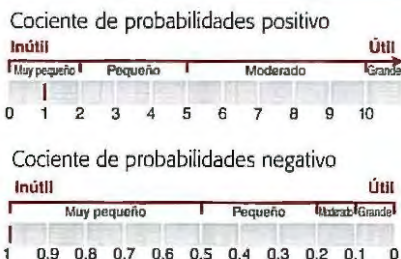 Cociente de probabilidades positivo
Inútil Útil
Muy pequeño Pequeño Moderado Grande
0 1 2 3 4 5 6 7 8 9 10
Cociente de probabilidades negativo
Inútil Útil
Muy pequeño Pequeño Moderado Grande
1 0.9 0.8 0.7 0.6 0.5 0.4 0.3 0.2 0.1 0